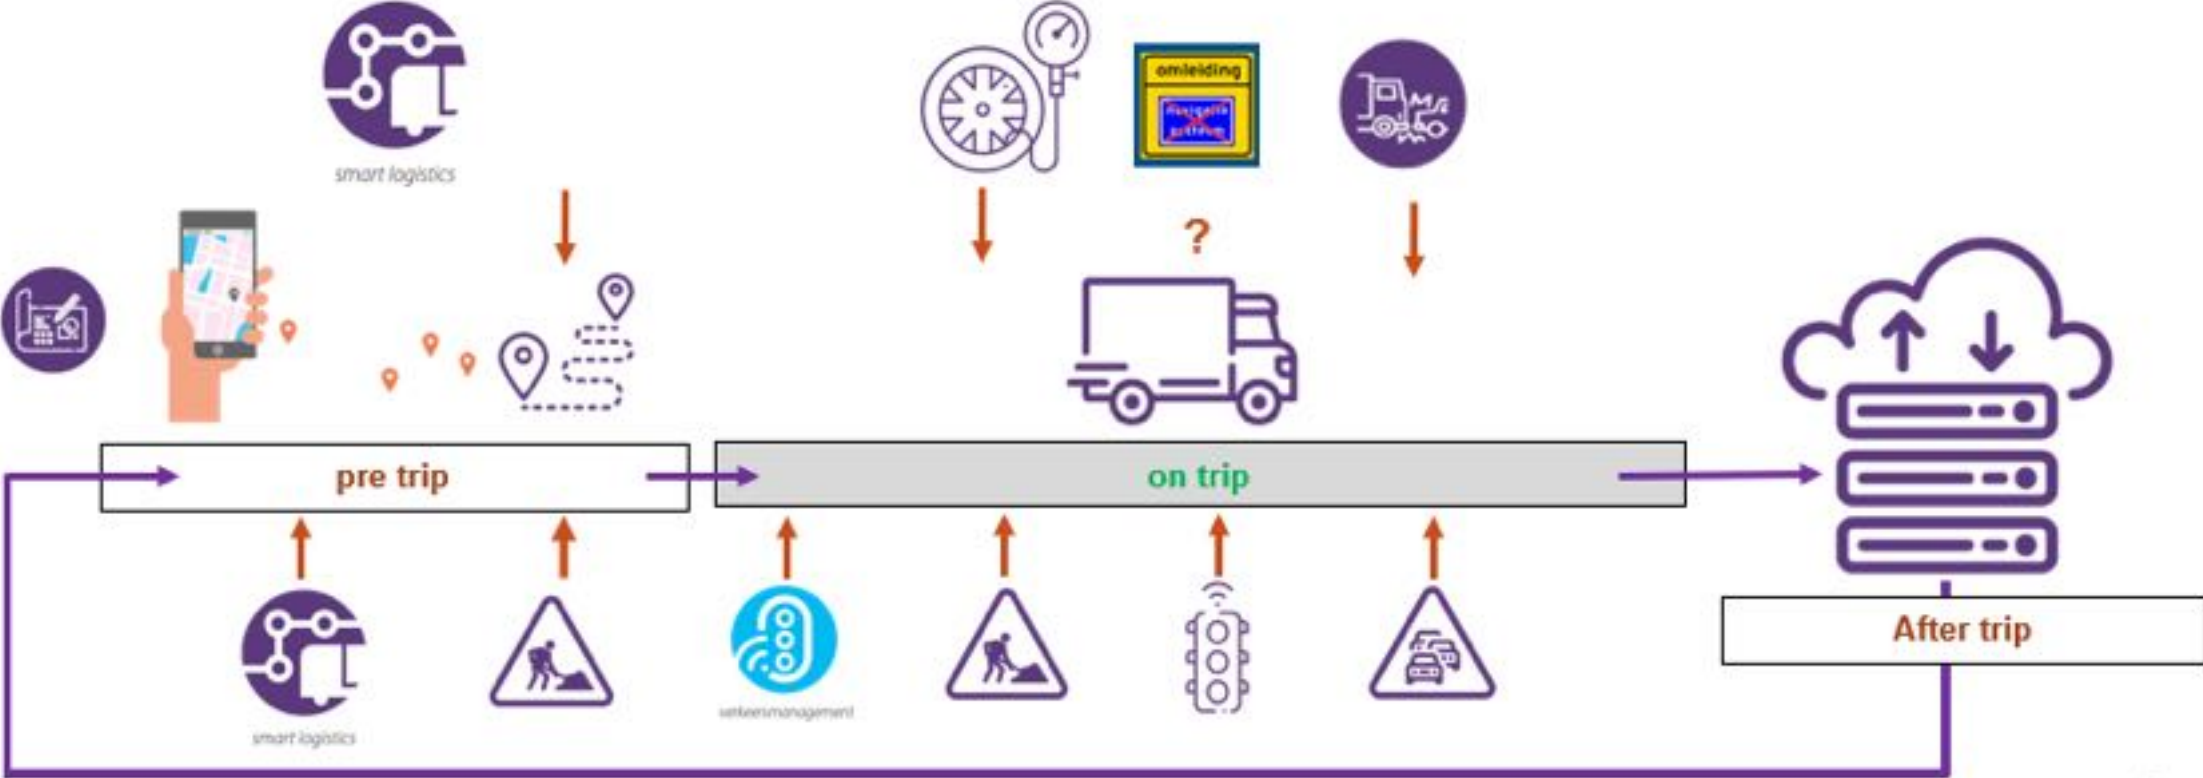 smart logistics
omleiding
?
pre trip
on trip
After trip
smart logistics
verkeersmanagement